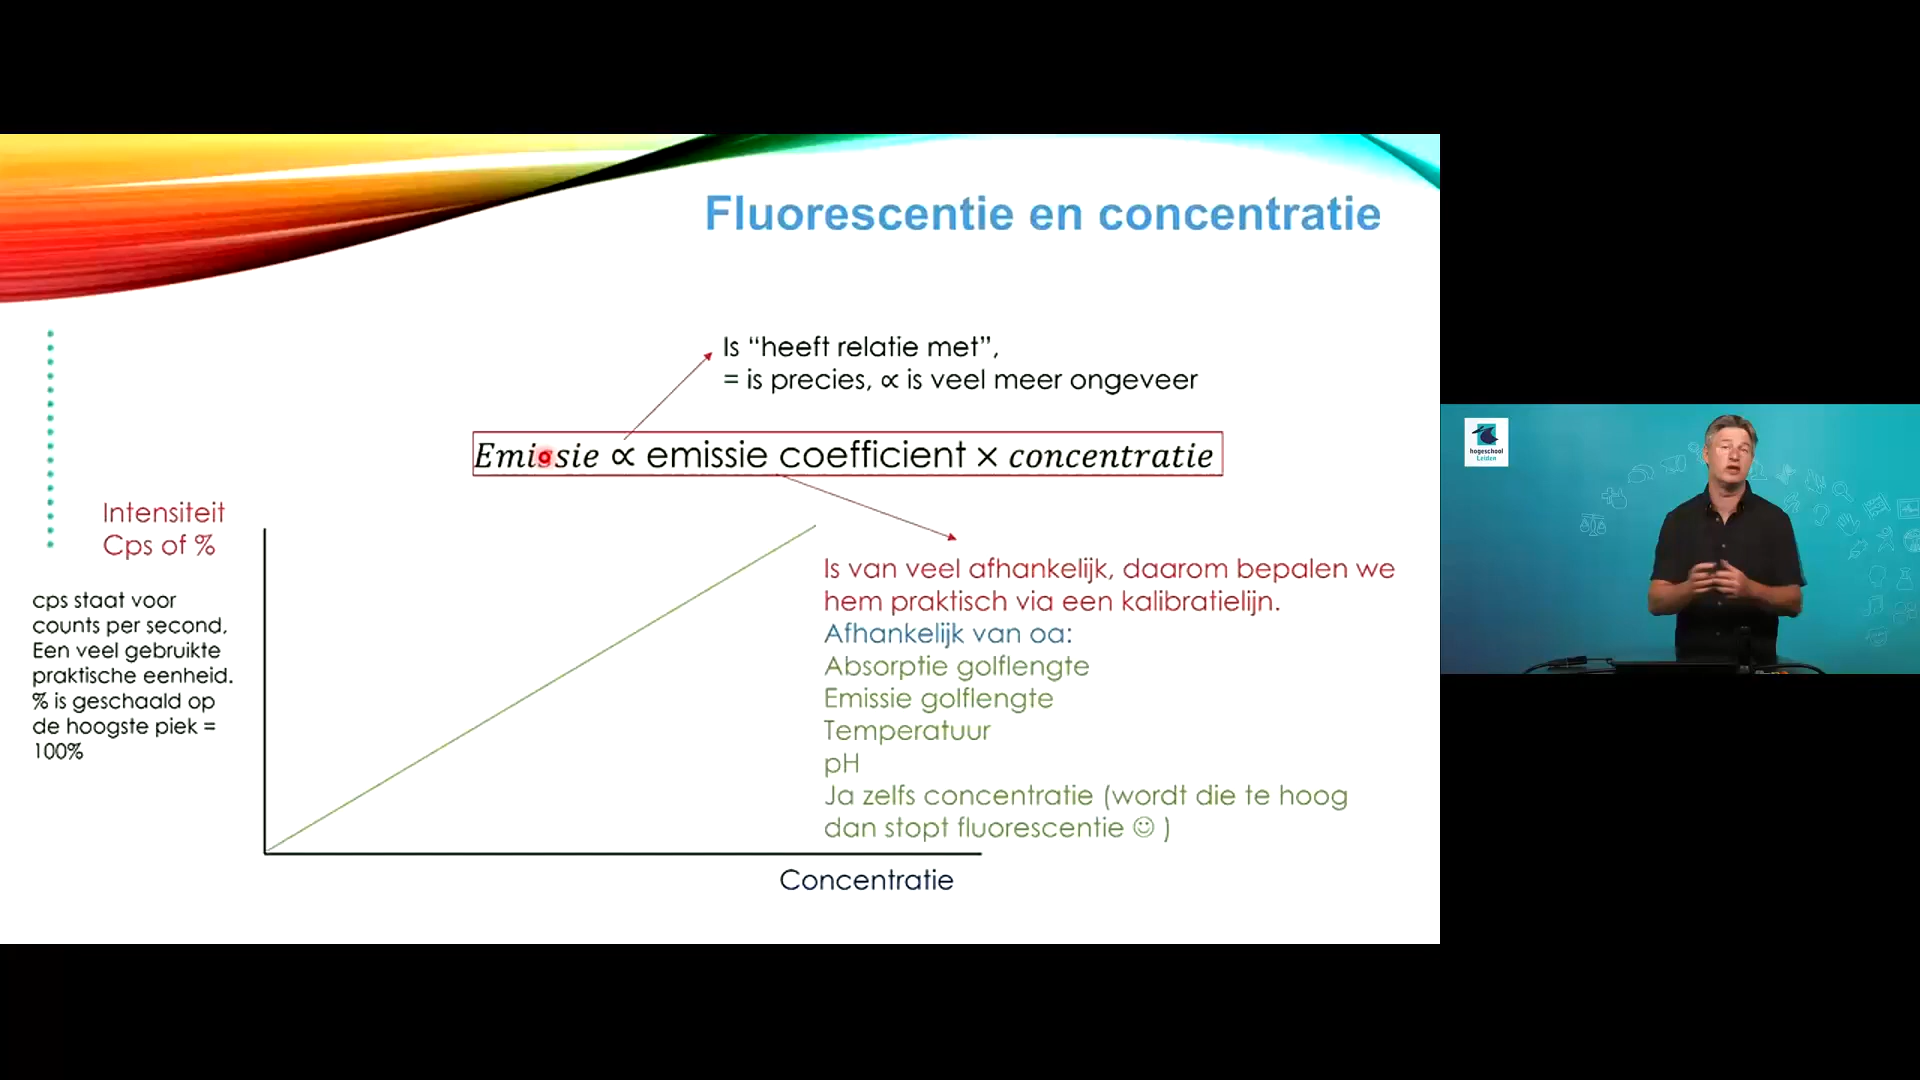 Fluorescentie en concentratie
Is “heeft relatie met”,
= is precies, ∝ is veel meer ongeveer
Emissie ∝ emissie coefficient × concentratie
Intensiteit
Cps of %
cps staat voor
counts per second,
Een veel gebruikte
praktische eenheid.
% is geschaald op
de hoogste piek =
100%
Is van veel afhankelijk, daarom bepalen we
hem praktisch via een kalibratielijn.
Afhankelijk van oa:
Absorptie golflengte
Emissie golflengte
Temperatuur
pH
Ja zelfs concentratie (wordt die te hoog
dan stopt fluorescentie ☺ )
Concentratie
hogeschool
Leiden